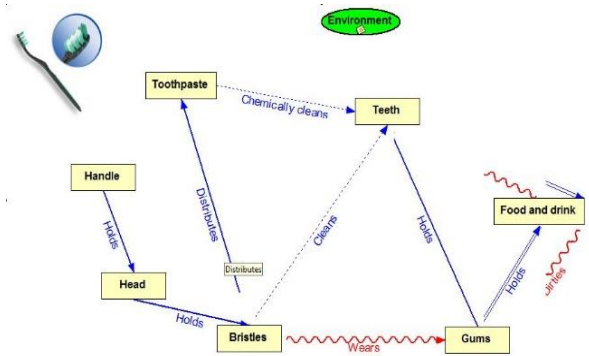 Environment
Toothpaste
Chemically cleans
Teeth
Handle
Holds
Distributes
Cleans
Holds
Food and drink
Distributes
Holds
Head
Holds
Bristles
Wears
Gums